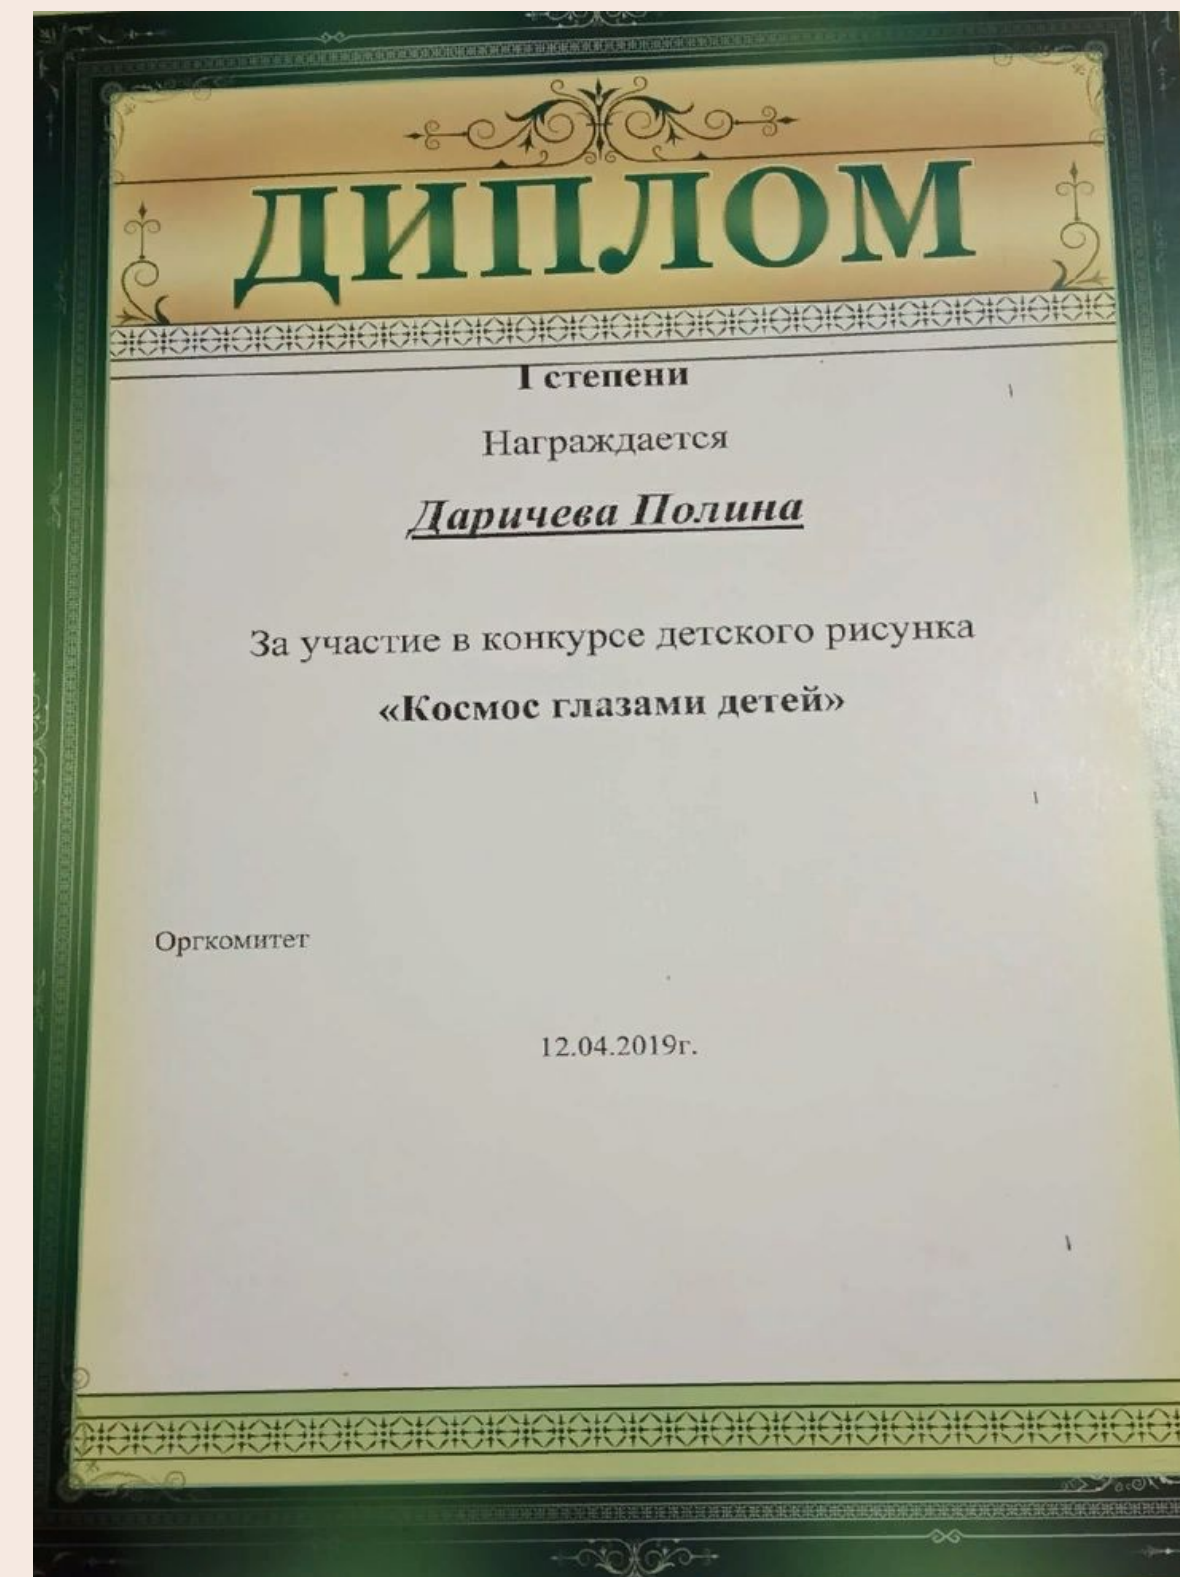 ДИПЛОМ
I степени
Награждается
Даричева Полина
За участие в конкурсе детского рисунка
«Космос глазами детей»
Оргкомитет
12.04.2019г.